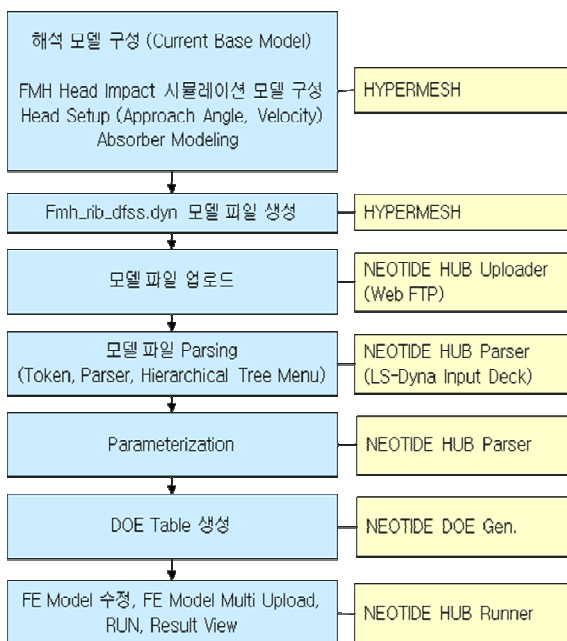 해석 모델 구성 (Current Base Model)
FMH Head Impact 시뮬레이션 모델 구성
Head Setup (Approach Angle, Velocity)
Absorber Modeling
HYPERMESH
Fmh_rib_dfss.dyn 모델 파일 생성
HYPERMESH
모델 파일 업로드
NEOTIDE HUB Uploader
(Web FTP)
모델 파일 Parsing
(Token, Parser, Hierarchical Tree Menu)
NEOTIDE HUB Parser
(LS-Dyna Input Deck)
Parameterization
NEOTIDE HUB Parser
DOE Table 생성
NEOTIDE DOE Gen.
FE Model 수정, FE Model Multi Upload,
RUN, Result View
NEOTIDE HUB Runner